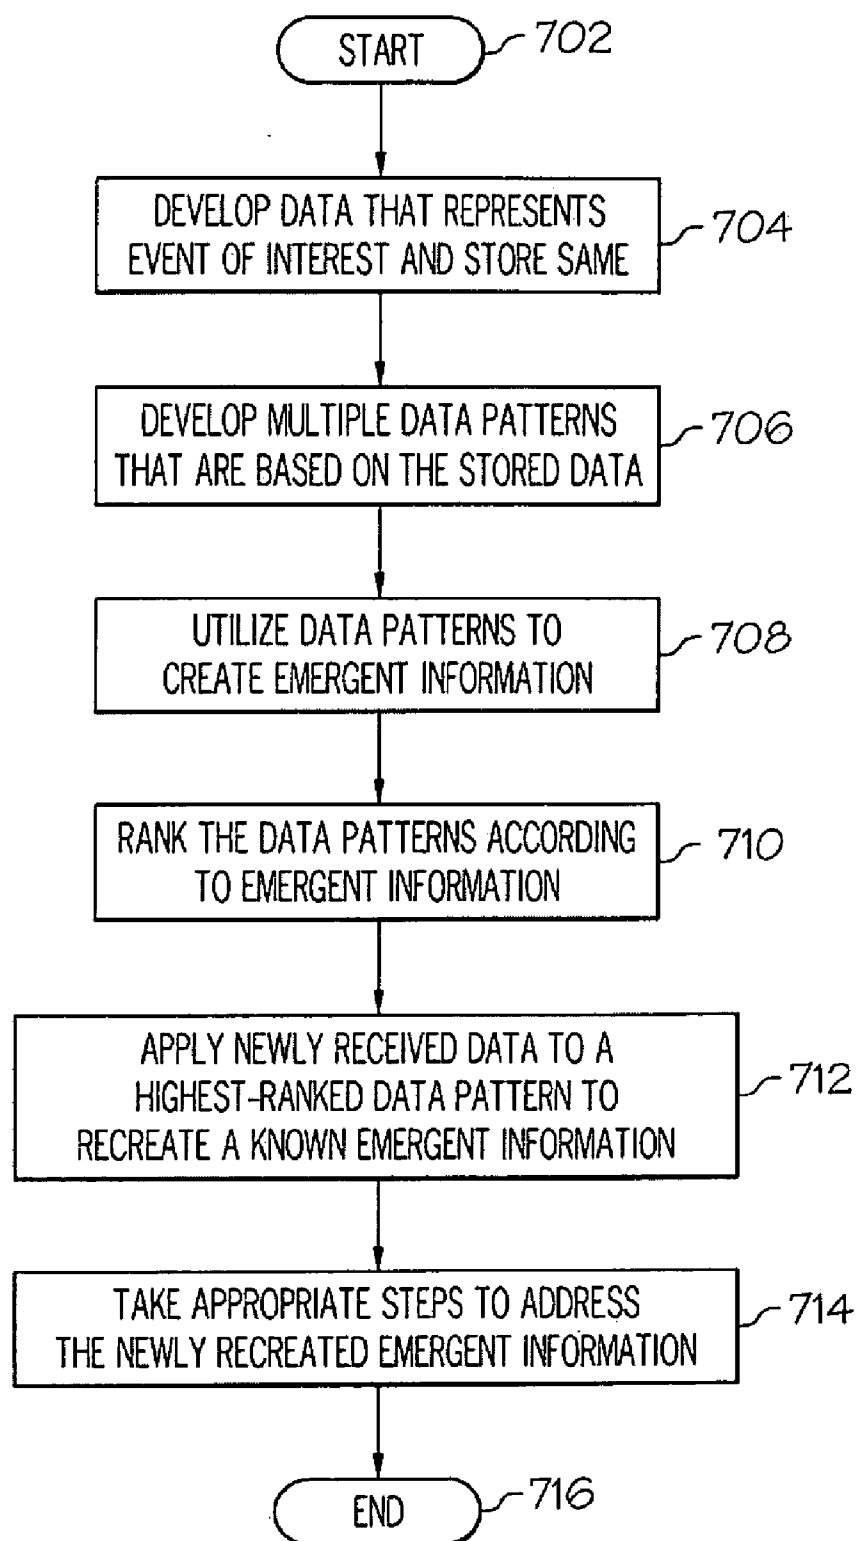 START
702
DEVELOP DATA THAT REPRESENTS
EVENT OF INTEREST AND STORE SAME
704
DEVELOP MULTIPLE DATA PATTERNS
THAT ARE BASED ON THE STORED DATA
706
UTILIZE DATA PATTERNS TO
CREATE EMERGENT INFORMATION
708
RANK THE DATA PATTERNS ACCORDING
TO EMERGENT INFORMATION
710
APPLY NEWLY RECEIVED DATA TO A
HIGHEST-RANKED DATA PATTERN TO
RECREATE A KNOWN EMERGENT INFORMATION
712
TAKE APPROPRIATE STEPS TO ADDRESS
THE NEWLY RECREATED EMERGENT INFORMATION
714
END
716